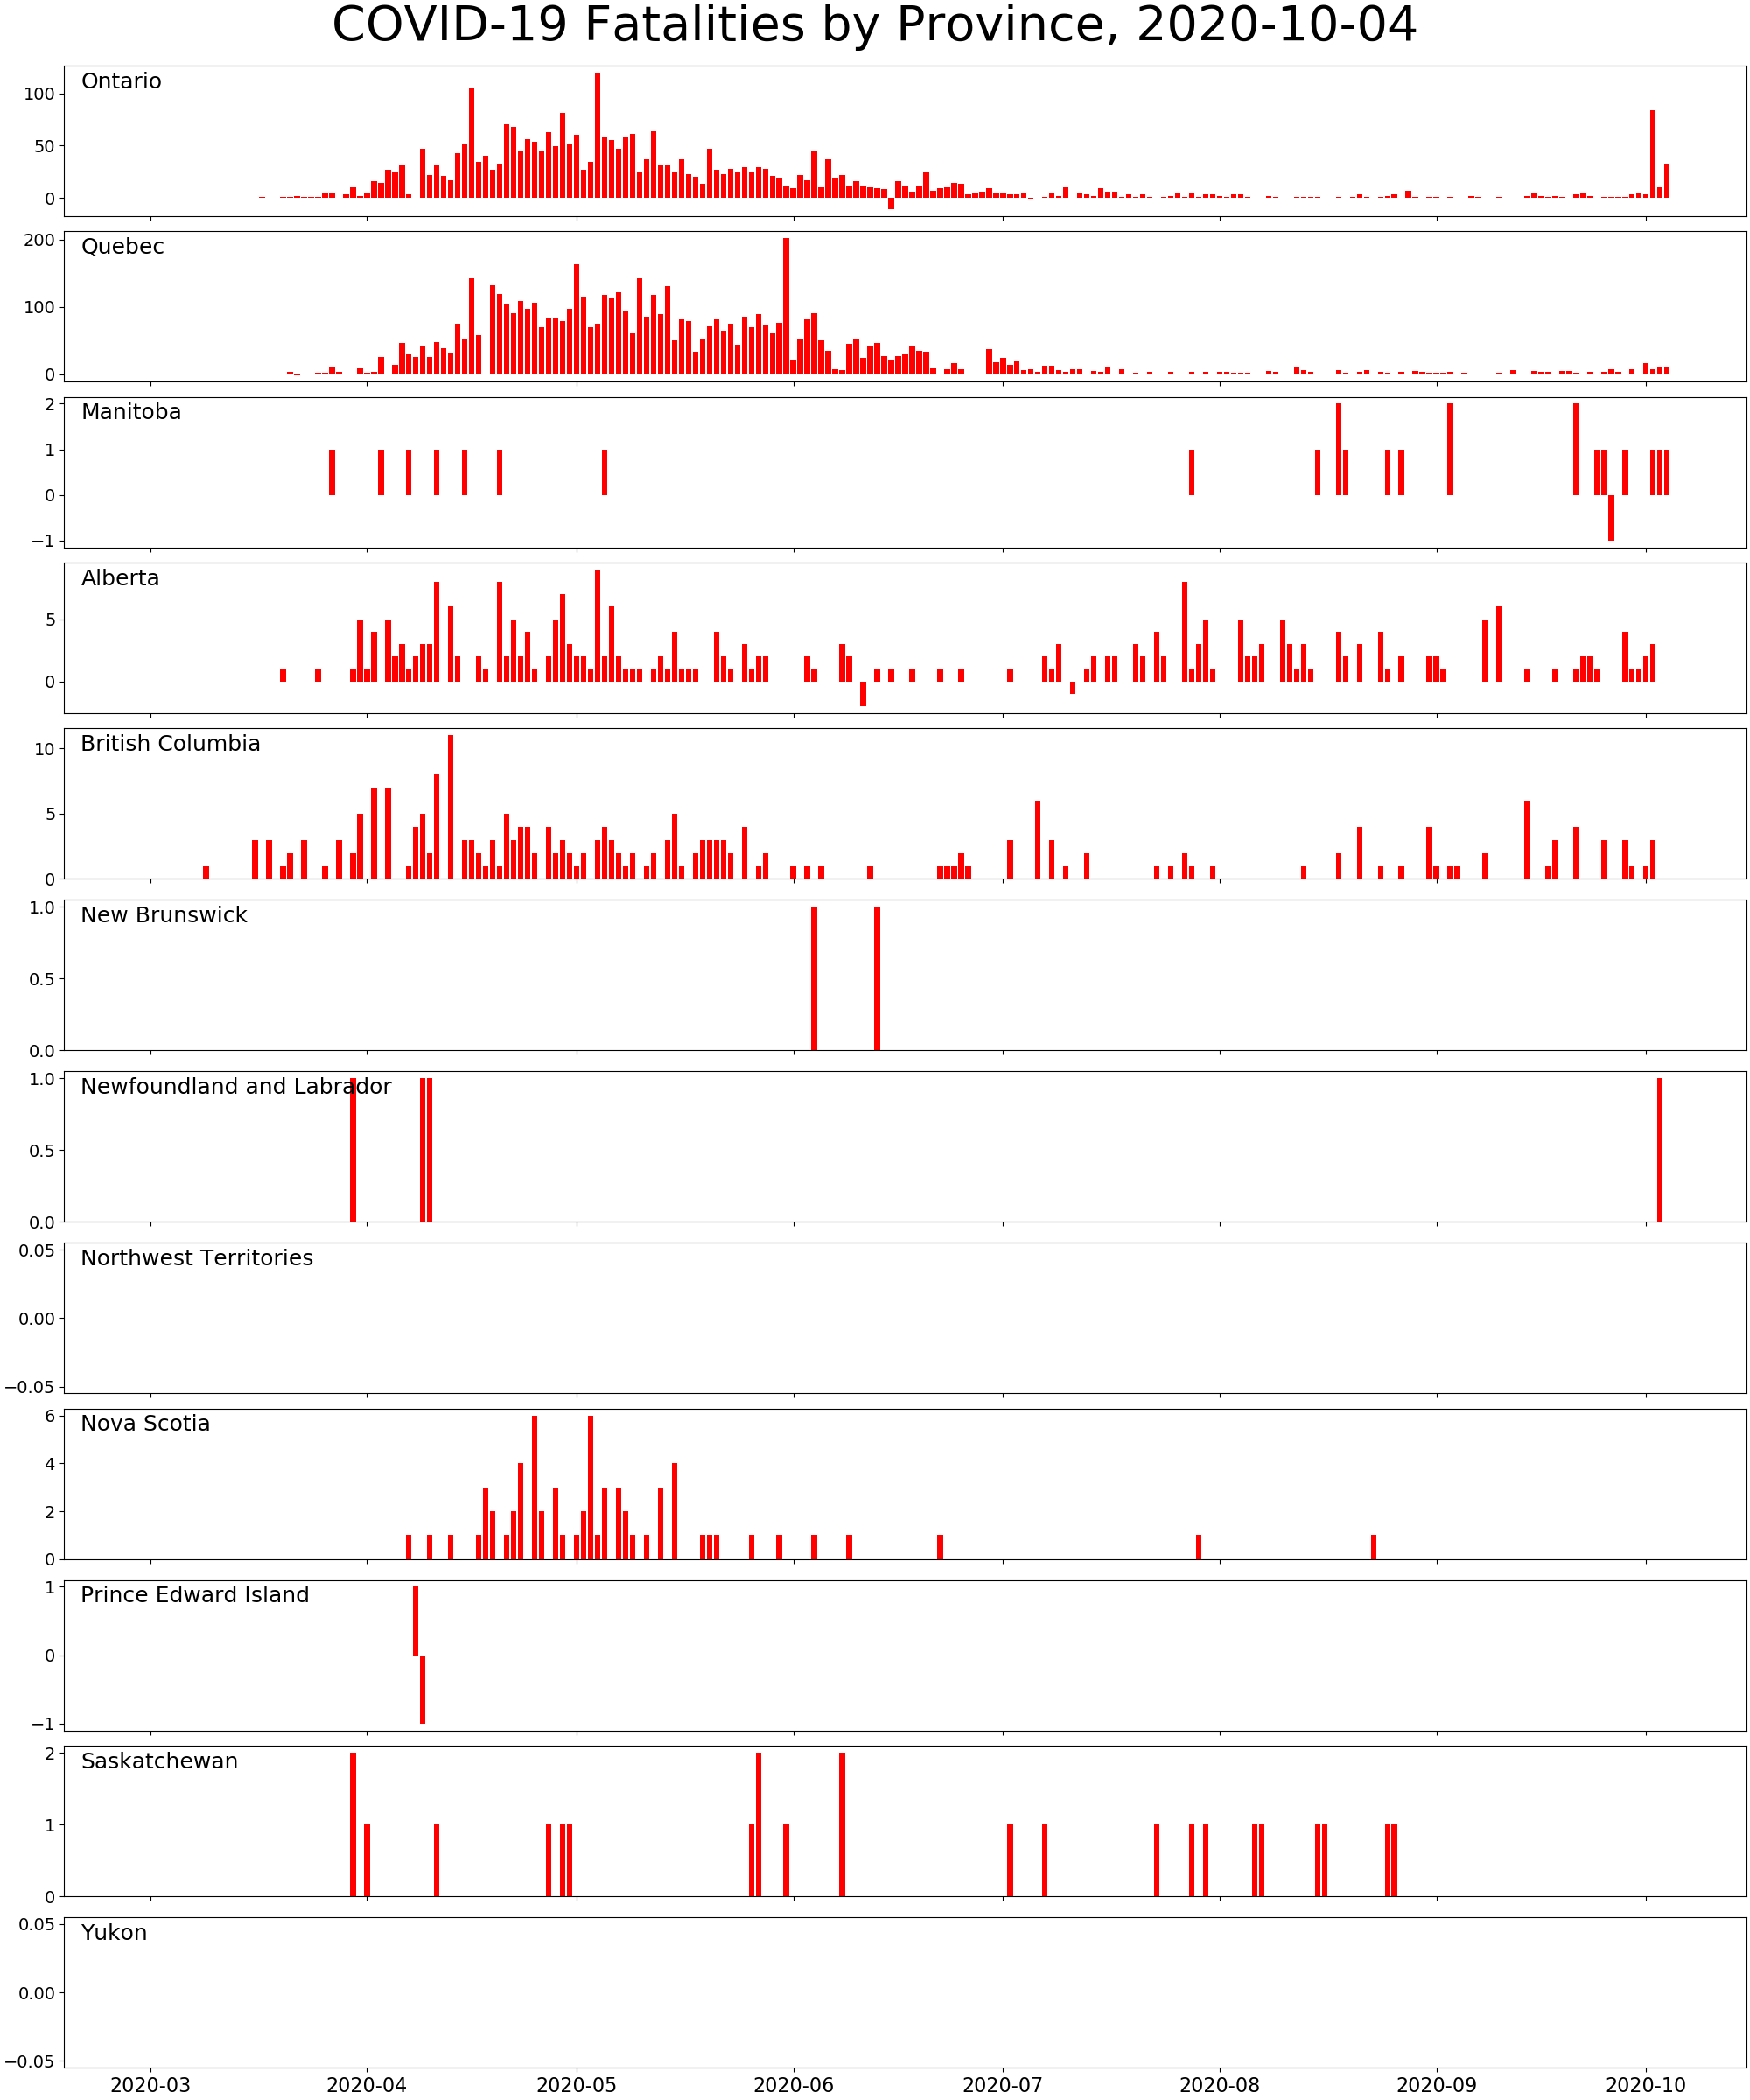 COVID-19 Fatalities by Province, 2020-10-04
Ontario
100
50
0
Quebec
200
100
0
Manitoba
2
1
0
−1
Alberta
5
0
British Columbia
10
5
0
New Brunswick
1.0
0.5
0.0
Newfoundland and Labrador
1.0
0.5
0.0
Northwest Territories
0.05
0.00
−0.05
Nova Scotia
6
4
2
0
Prince Edward Island
1
0
−1
Saskatchewan
2
1
0
Yukon
0.05
0.00
−0.05
2020-03 2020-04 2020-05 2020-06 2020-07 2020-08 2020-09 2020-10